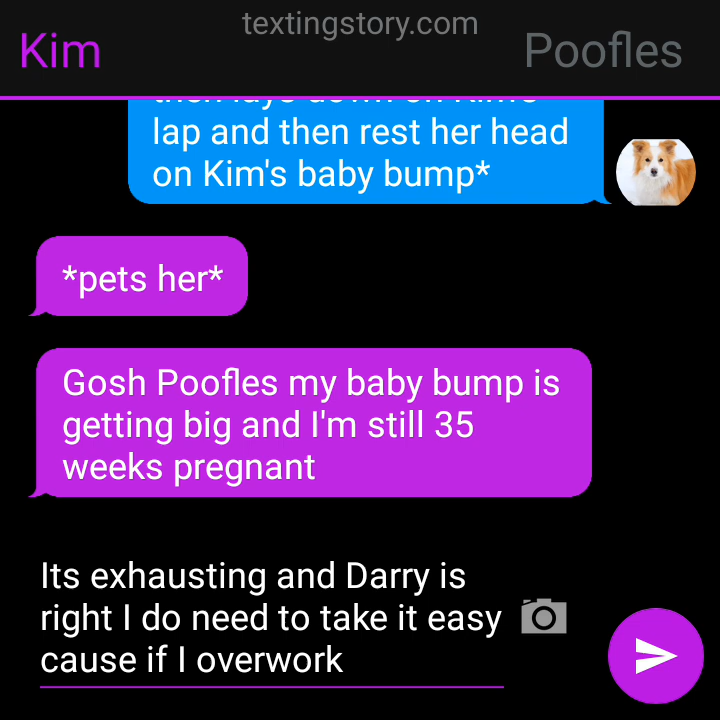 textingstory.com
Kim
Poofles
then lays down on Kim's
lap and then rest her head
on Kim's baby bump*
*pets her*
Gosh Poofles my baby bump is
getting big and I'm still 35
weeks pregnant
Its exhausting and Darry is
right I do need to take it easy
cause if I overwork